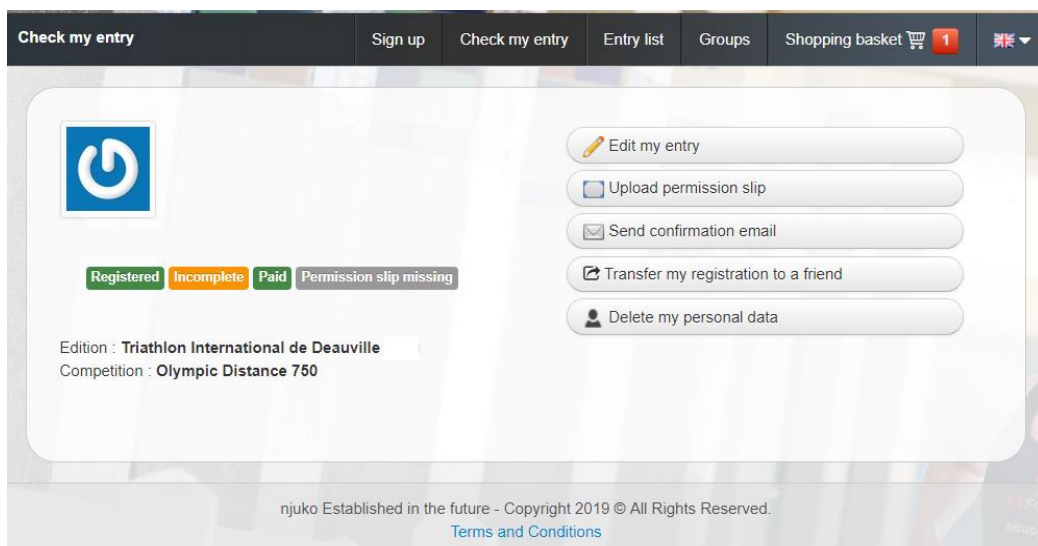 Check my entry
Sign up
Check my entry
Entry list
Groups
Shopping basket 1
Edit my entry
Upload permission slip
Send confirmation email
Transfer my registration to a friend
Delete my personal data
Registered Incomplete Paid Permission slip missing
Edition : Triathlon International de Deauville
Competition : Olympic Distance 750
njuko Established in the future - Copyright 2019 © All Rights Reserved.
Terms and Conditions